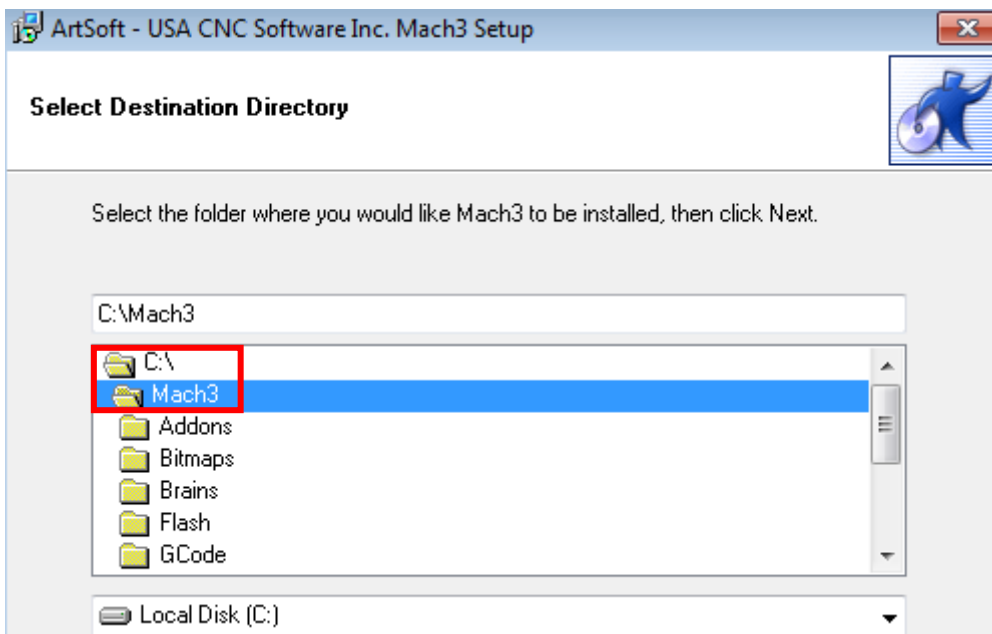 ArtSoft - USA CNC Software Inc. Mach3 Setup
Select Destination Directory
Select the folder where you would like Mach3 to be installed, then click Next.
C:\Mach3
C:\
Mach3
Addons
Bitmaps
Brains
Flash
GCode
Local Disk (C:)